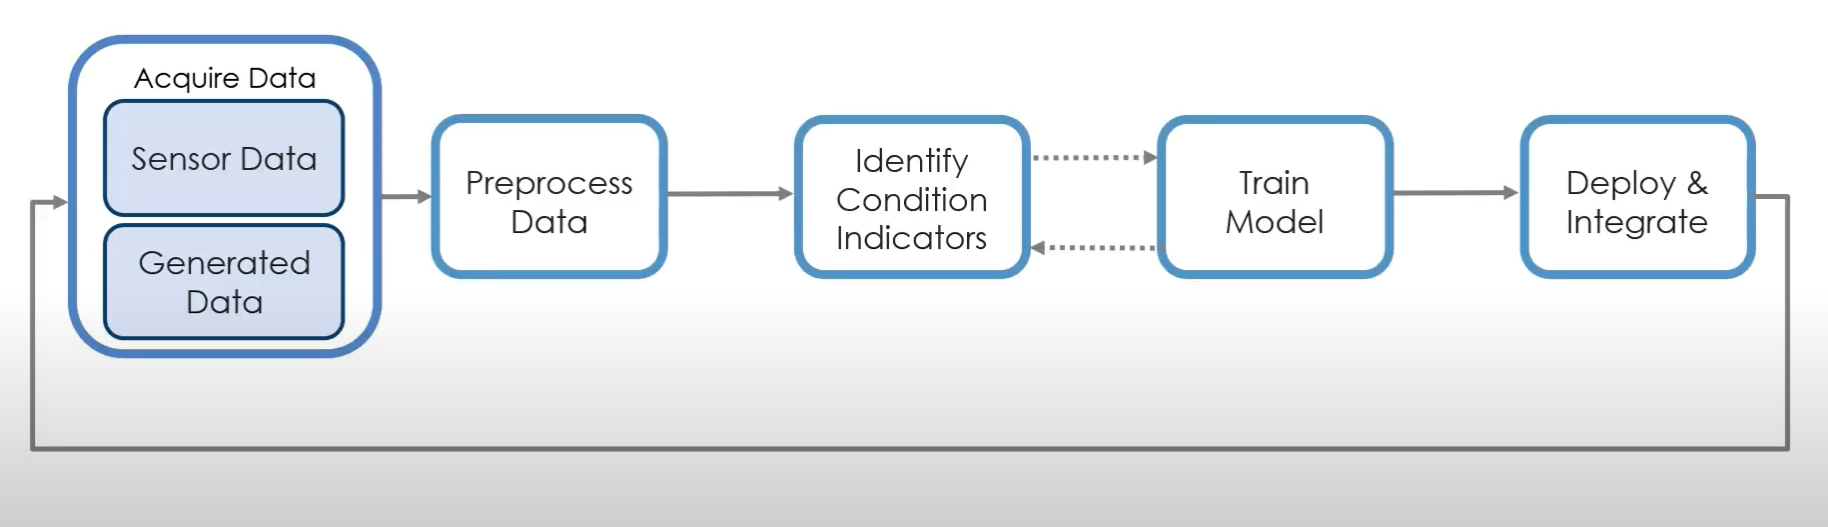 Acquire Data
Sensor Data
Generated
Data
Preprocess
Data
Identify
Condition
Indicators
Train
Model
Deploy &
Integrate